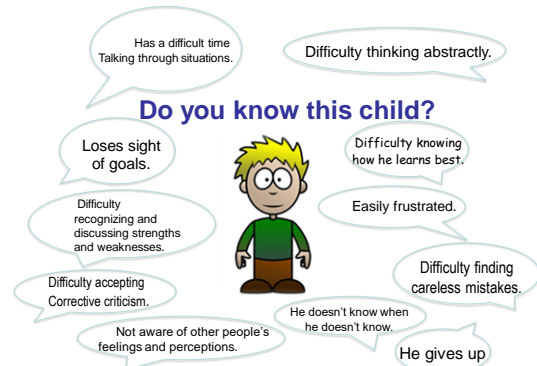 Has a difficult time
Talking through situations.
Difficulty thinking abstractly.
Do you know this child?
Loses sight
of goals.
Difficulty knowing
how he learns best.
Difficulty
recognizing and
discussing strengths
and weaknesses.
Easily frustrated.
Difficulty accepting
Corrective criticism.
Difficulty finding
careless mistakes.
He doesn't know when
he doesn't know.
Not aware of other people's
feelings and perceptions.
He gives up